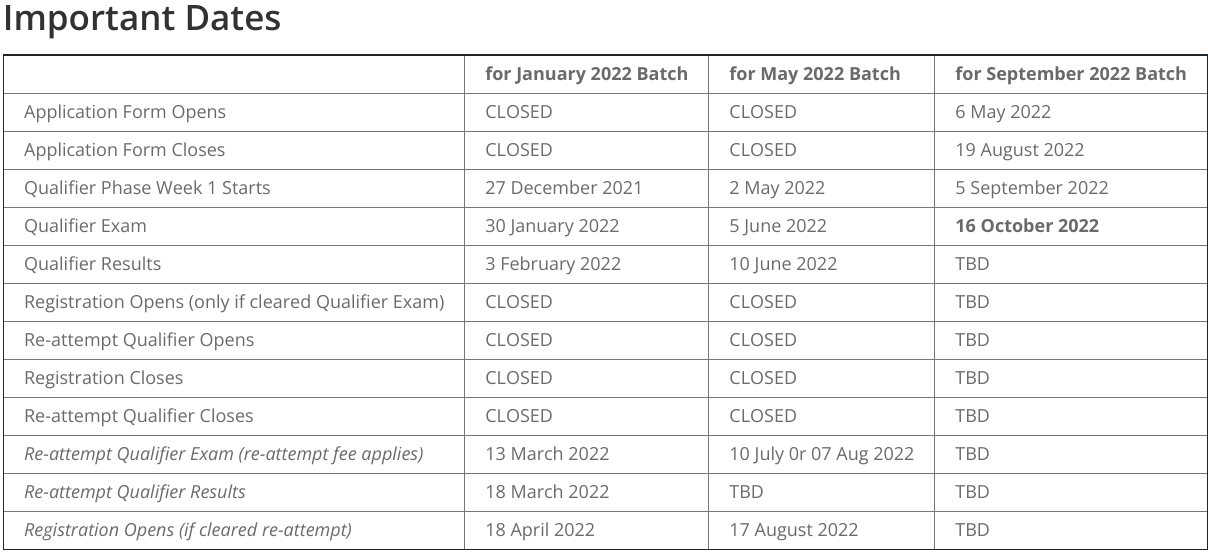 Important Dates
for January 2022 Batch for May 2022 Batch for September 2022 Batch
Application Form Opens CLOSED CLOSED 6 May 2022
Application Form Closes CLOSED CLOSED 19 August 2022
Qualifier Phase Week 1 Starts 27 December 2021 2 May 2022 5 September 2022
Qualifier Exam 30 January 2022 5 June 2022 16 October 2022
Qualifier Results 3 February 2022 10 June 2022 TBD
Registration Opens (only if cleared Qualifier Exam) CLOSED CLOSED TBD
Re-attempt Qualifier Opens CLOSED CLOSED TBD
Registration Closes CLOSED CLOSED TBD
Re-attempt Qualifier Closes CLOSED CLOSED TBD
Re-attempt Qualifier Exam (re-attempt fee applies) 13 March 2022 10 July 0r 07 Aug 2022 TBD
Re-attempt Qualifier Results 18 March 2022 TBD TBD
Registration Opens (if cleared re-attempt) 18 April 2022 17 August 2022 TBD